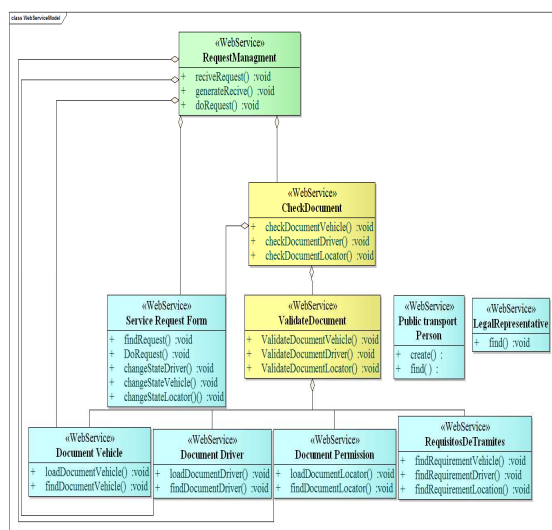 class WebServiceModel
«WebService»
RequestManagment
+ reciveRequest() :void
+ generateRecive() :void
+ doRequest() :void
«WebService»
CheckDocument
+ checkDocumentVehicle() :void
+ checkDocumentDriver() :void
+ checkDocumentLocator() :void
«WebService»
Service Request Form
+ findRequest() :void
+ DoRequest() :void
+ changeStateDriver() :void
+ changeStateVehicle() :void
+ changeStateLocator()() :void
«WebService»
ValidateDocument
+ ValidateDocumentVehicle() :void
+ ValidateDocumentDriver() :void
+ ValidateDocumentLocator() :void
«WebService»
Public transport
Person
+ create() :
+ find( ) :
«WebService»
LegalRepresentative
+ find() :void
«WebService»
Document Vehicle
+ loadDocumentVehicle() :void
+ findDocumentVehicle() :void
«WebService»
Document Driver
+ loadDocumentDriver() :void
+ findDocumentDriver() :void
«WebService»
Document Permission
+ loadDocumentLocator() :void
+ findDocumentLocator() :void
«WebService»
RequisitosDeTramites
+ findRequirementVehicle() :void
+ findRequirementDriver() :void
+ findRequirementLocation() :void